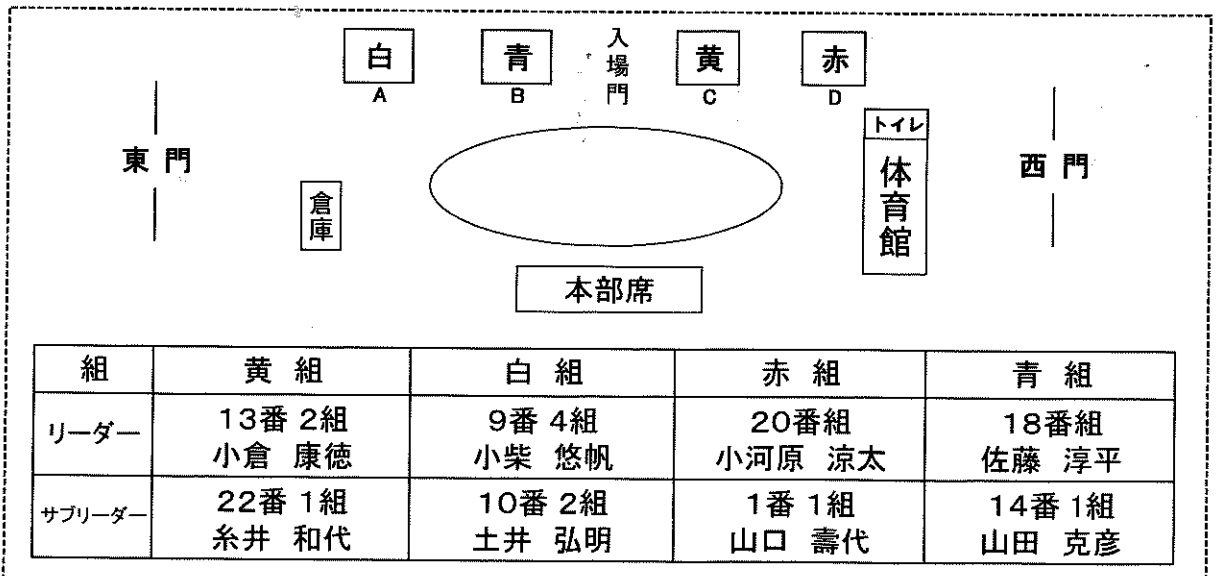 白 青 入場門 黄 赤
A B C D
トイレ
東門 西門
倉庫 体育館
本部席
組 黄組 白組 赤組 青組
リーダー 13番2組 9番4組 20番組 18番組
小倉 康徳 小柴 悠帆 小河原 涼太 佐藤 淳平
サブリーダー 22番1組 10番2組 1番1組 14番1組
糸井 和代 土井 弘明 山口 壽代 山田 克彦